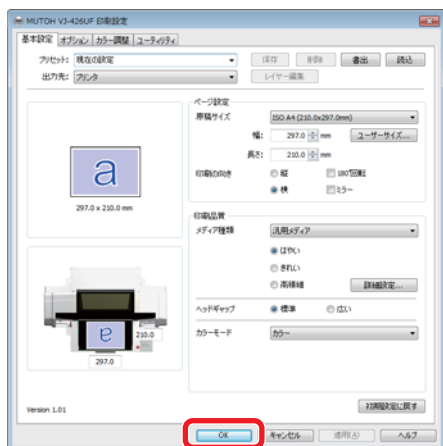 MUTOH VJ-426UF 印刷設定
基本設定 オプション カラー調整 ユーティリティ
プリセット: 現在の設定 保存 削除 書出 読込
出力先: プリンタ レイヤー編集
ページ設定
原稿サイズ ISO A4 (210.0x297.0mm)
幅: 297.0 mm ユーザーサイズ...
長さ: 210.0 mm
印刷の向き 縦 180°回転
横 ミラー
a
297.0 x 210.0 mm
印刷品質
メディア種類 汎用メディア
はやい
きれい
高精細 詳細設定...
ヘッドギャップ 標準 広い
カラーモード カラー
a
210.0
297.0
Version 1.01 初期設定に戻す
OK キャンセル 適用(A) ヘルプ